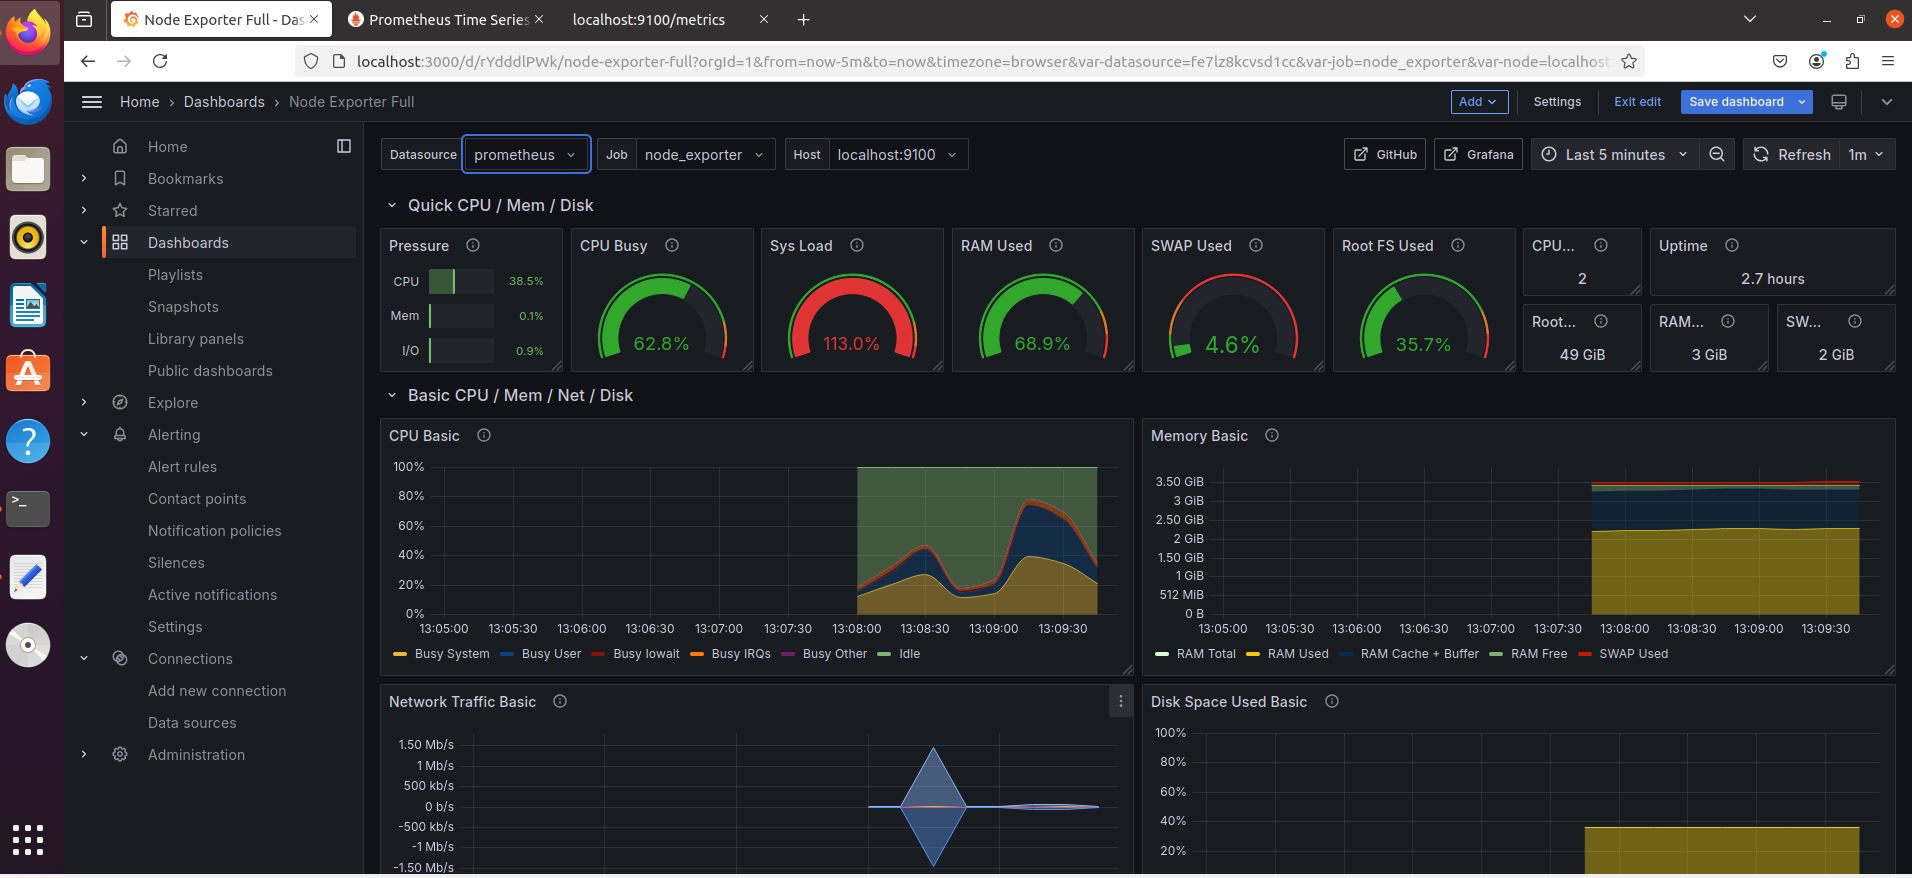 Node Exporter Full - Das
Prometheus Time Series
localhost:9100/metrics
localhost:3000/d/rYdddlPWk/node-exporter-full?orgId=1&from=now-5m&to=now&timezone=browser&var-datasource=fe7lz8kcvsd1cc&var-job=node_exporter&var-node=localhost:
Home › Dashboards › Node Exporter Full
Add
Settings
Exit edit
Save dashboard
Home
Bookmarks
Starred
Dashboards
Playlists
Snapshots
Library panels
Public dashboards
Explore
Alerting
Alert rules
Contact points
Notification policies
Silences
Active notifications
Settings
Connections
Add new connection
Data sources
Administration
Datasource prometheus
Job node_exporter
Host localhost:9100
GitHub
Grafana
Last 5 minutes
Refresh 1m
Quick CPU / Mem / Disk
Pressure
CPU 38.5%
Mem 0.1%
I/O 0.9%
CPU Busy
62.8%
Sys Load
113.0%
RAM Used
68.9%
SWAP Used
4.6%
Root FS Used
35.7%
CPU...
2
Uptime
2.7 hours
Root...
49 GiB
RAM...
3 GiB
SW...
2 GiB
Basic CPU / Mem / Net / Disk
CPU Basic
100%
80%
60%
40%
20%
0%
13:05:00 13:05:30 13:06:00 13:06:30 13:07:00 13:07:30 13:08:00 13:08:30 13:09:00 13:09:30
Busy System Busy User Busy Iowait Busy IRQs Busy Other Idle
Memory Basic
3.50 GiB
3 GiB
2.50 GiB
2 GiB
1.50 GiB
1 GiB
512 MiB
0 B
13:05:00 13:05:30 13:06:00 13:06:30 13:07:00 13:07:30 13:08:00 13:08:30 13:09:00 13:09:30
RAM Total RAM Used RAM Cache + Buffer RAM Free SWAP Used
Network Traffic Basic
1.50 Mb/s
1 Mb/s
500 kb/s
0 b/s
-500 kb/s
-1 Mb/s
-1.50 Mb/s
Disk Space Used Basic
100%
80%
60%
40%
20%